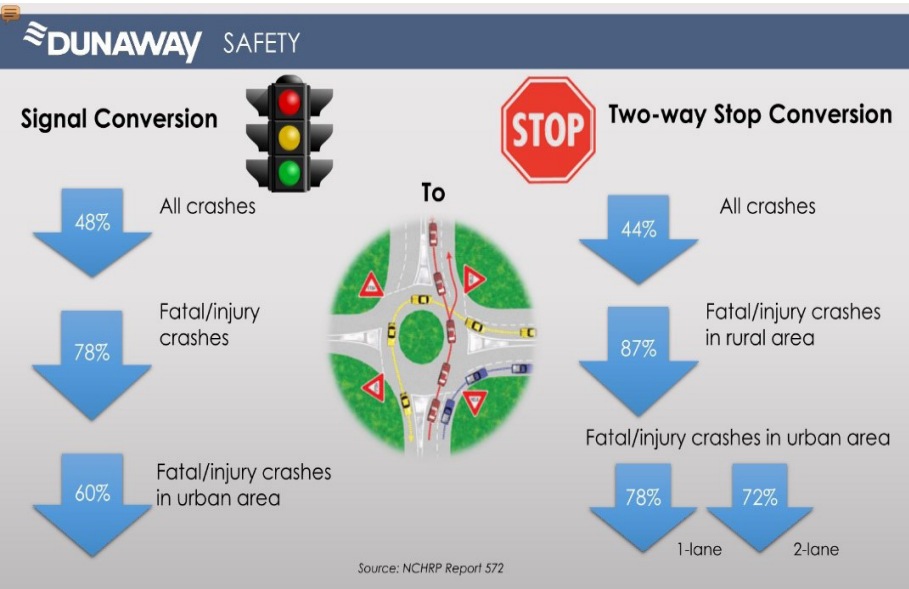 DUNAWAY SAFETY
Signal Conversion
48%
All crashes
78%
Fatal/injury
crashes
60%
Fatal/injury crashes
in urban area
To
STOP
Two-way Stop Conversion
44%
All crashes
87%
Fatal/injury crashes
in rural area
Fatal/injury crashes in urban area
78%
1-lane
72%
2-lane
Source: NCHRP Report 572